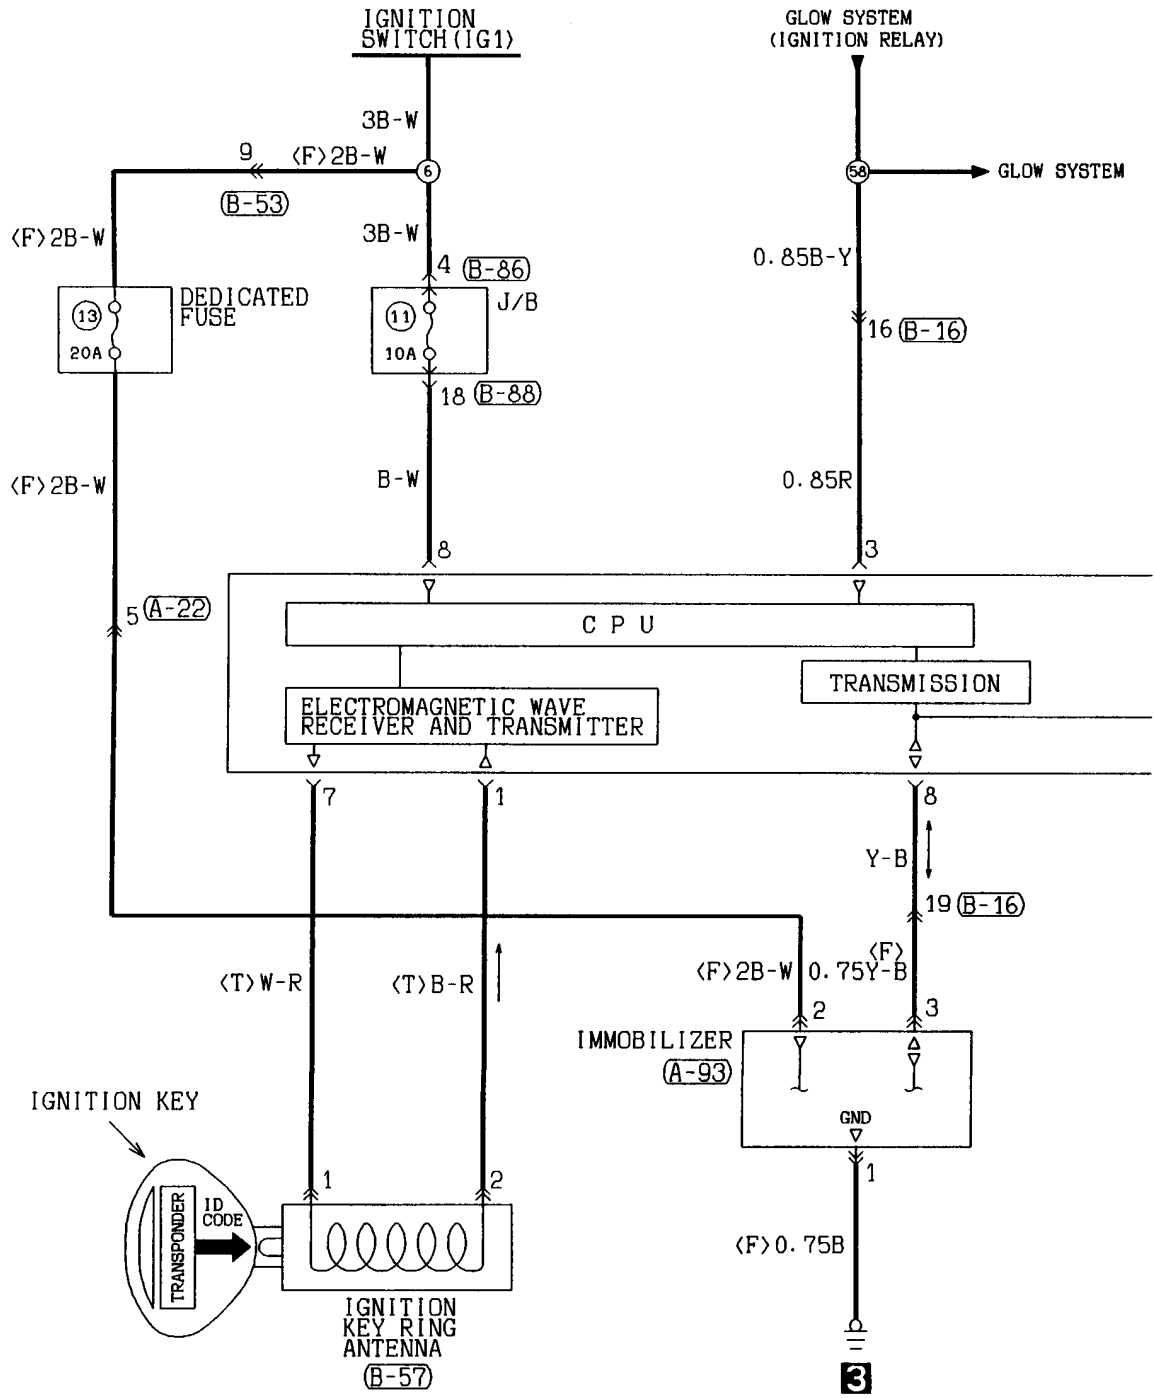 IGNITION
SWITCH(IG1)
GLOW SYSTEM
(IGNITION RELAY)
3B-W
9
<F>2B-W
6
58
GLOW SYSTEM
B-53
<F>2B-W
3B-W
0.85B-Y
4
B-86
DEDICATED
FUSE
J/B
13
20A
11
10A
16
B-16
18
B-88
<F>2B-W
B-W
0.85R
8
3
5
A-22
CPU
TRANSMISSION
ELECTROMAGNETIC WAVE
RECEIVER AND TRANSMITTER
7
1
8
Y-B
19
B-16
<F>
<T>W-R
<T>B-R
<F>2B-W
0.75Y-B
2
3
IMMOBILIZER
A-93
IGNITION KEY
GND
1
1
2
TRANSPONDER
ID
CODE
<F>0.75B
IGNITION
KEY RING
ANTENNA
B-57
3